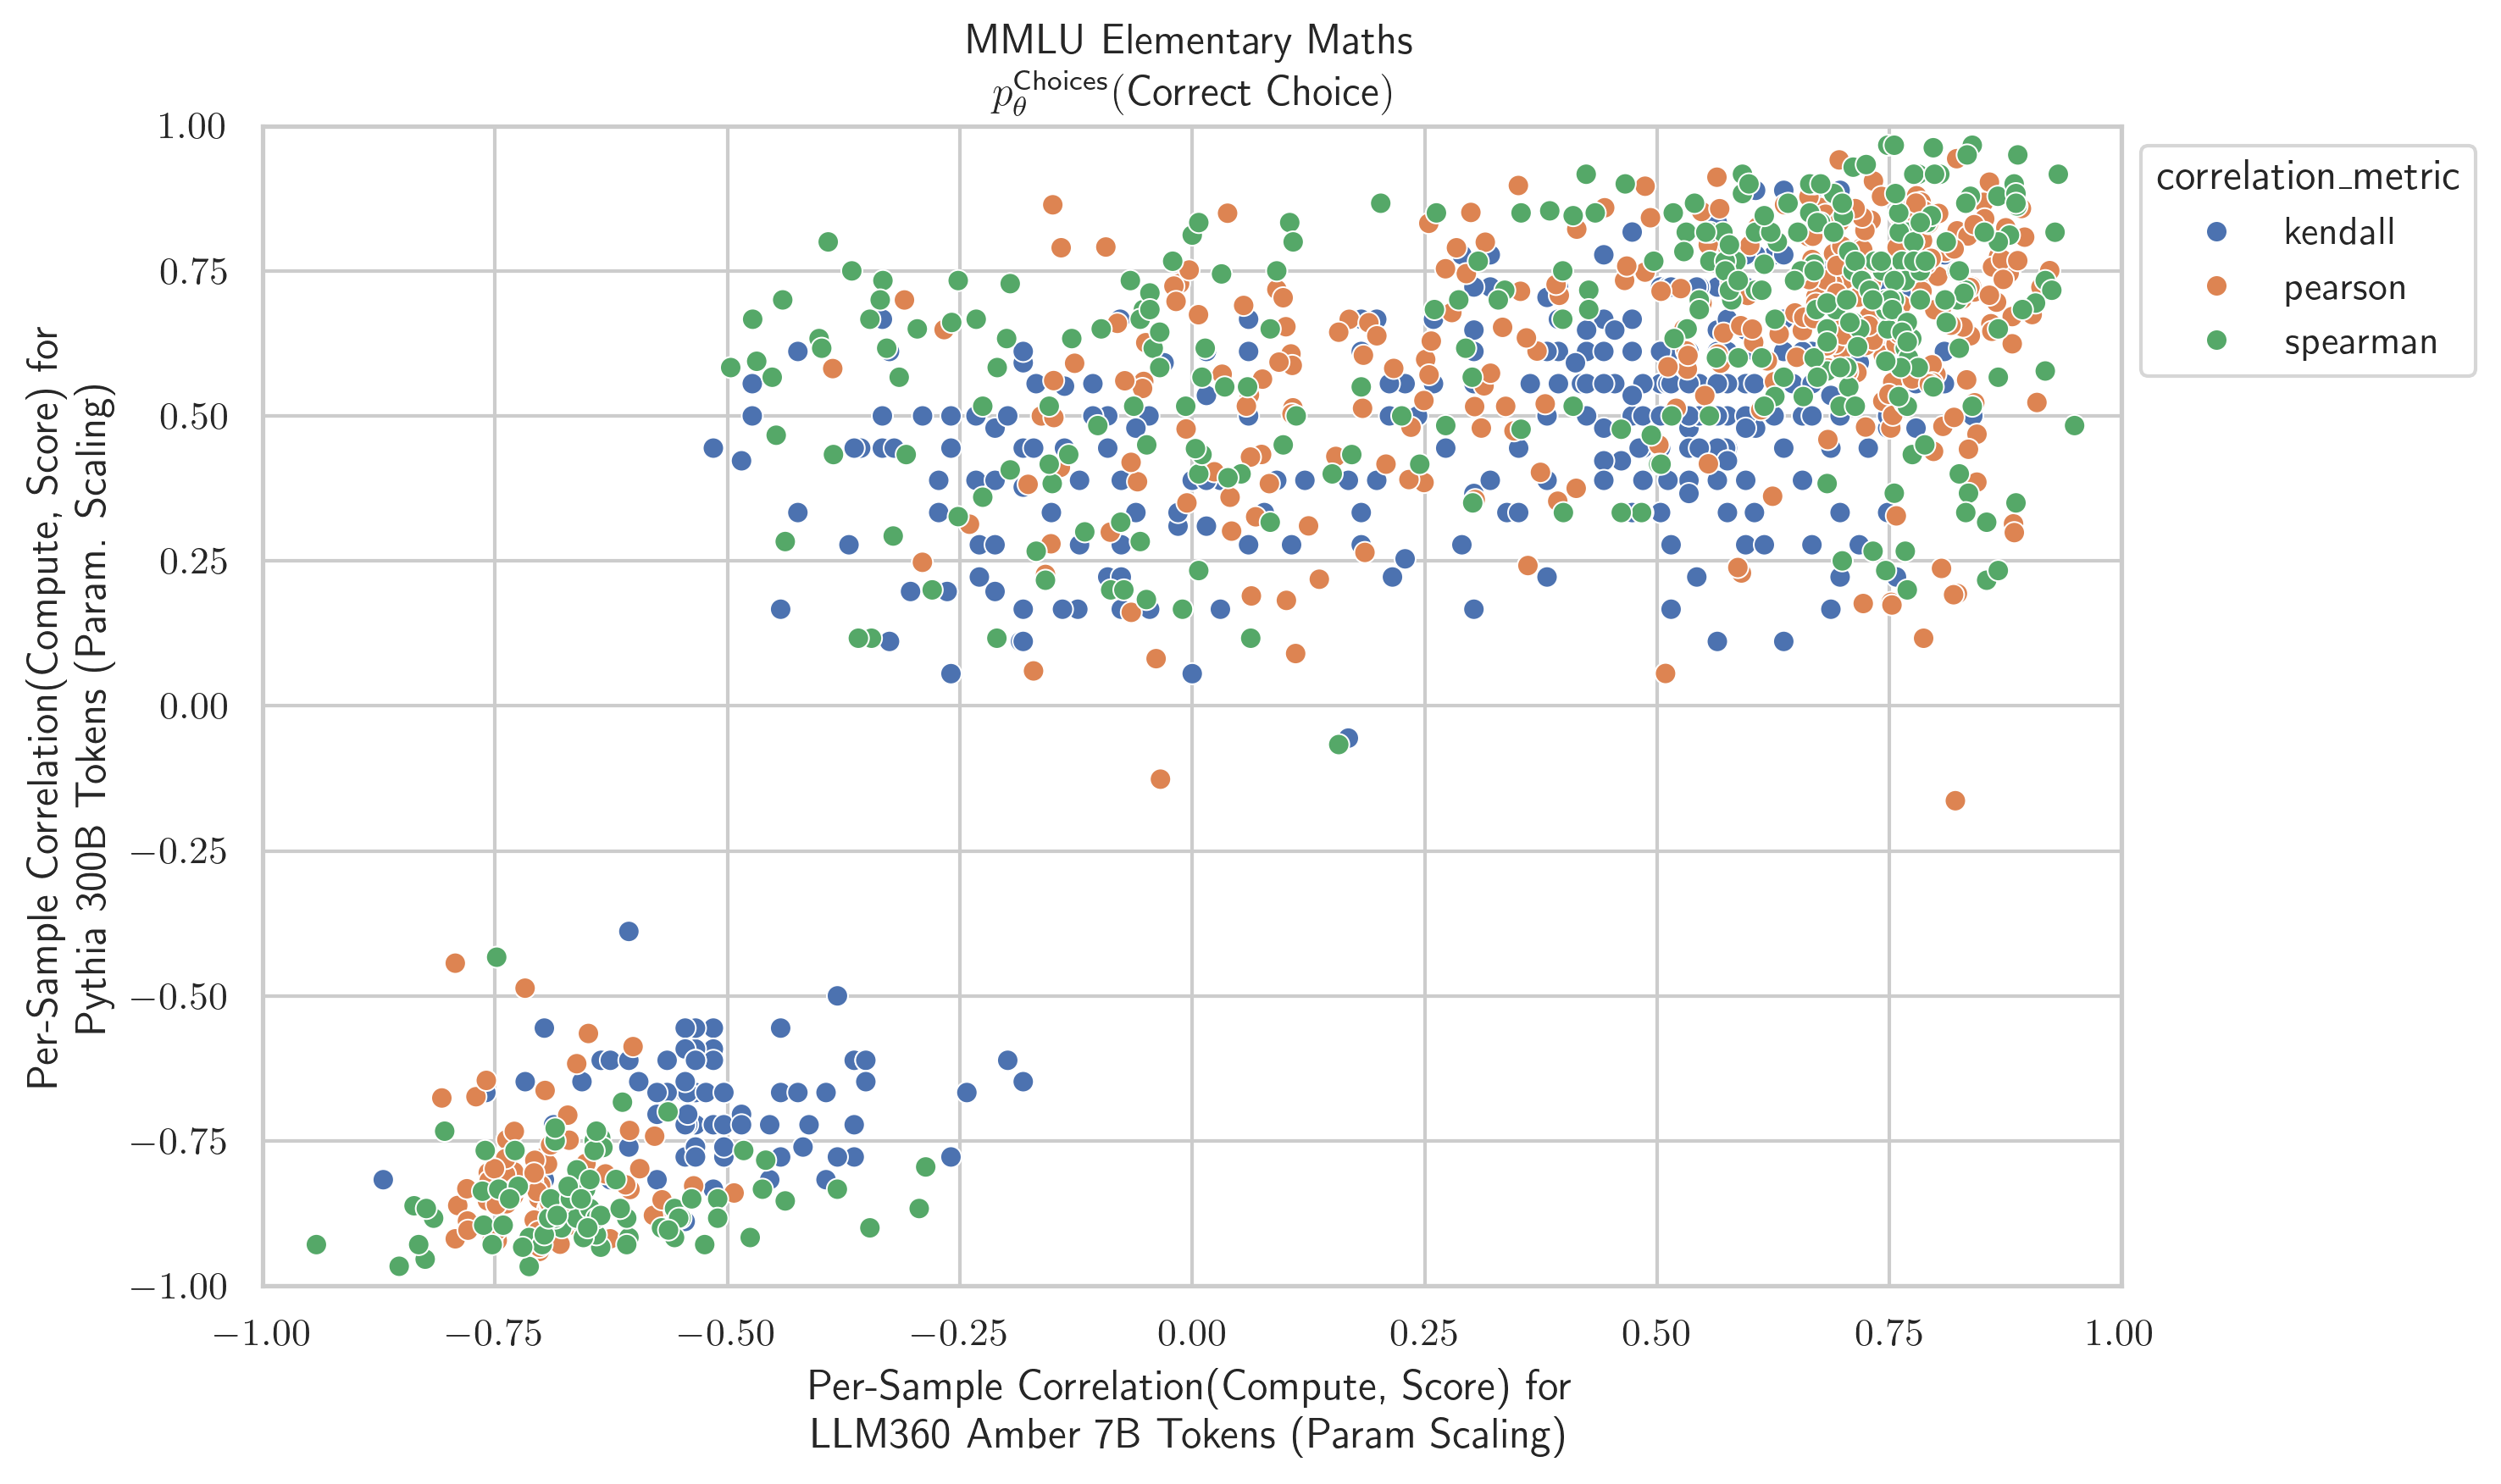 MMLU Elementary Maths
p_θ^Choices(Correct Choice)
Per-Sample Correlation(Compute, Score) for
Pythia 300B Tokens (Param. Scaling)
1.00
0.75
0.50
0.25
0.00
−0.25
−0.50
−0.75
−1.00
−1.00 −0.75 −0.50 −0.25 0.00 0.25 0.50 0.75 1.00
Per-Sample Correlation(Compute, Score) for
LLM360 Amber 7B Tokens (Param Scaling)
correlation_metric
kendall
pearson
spearman